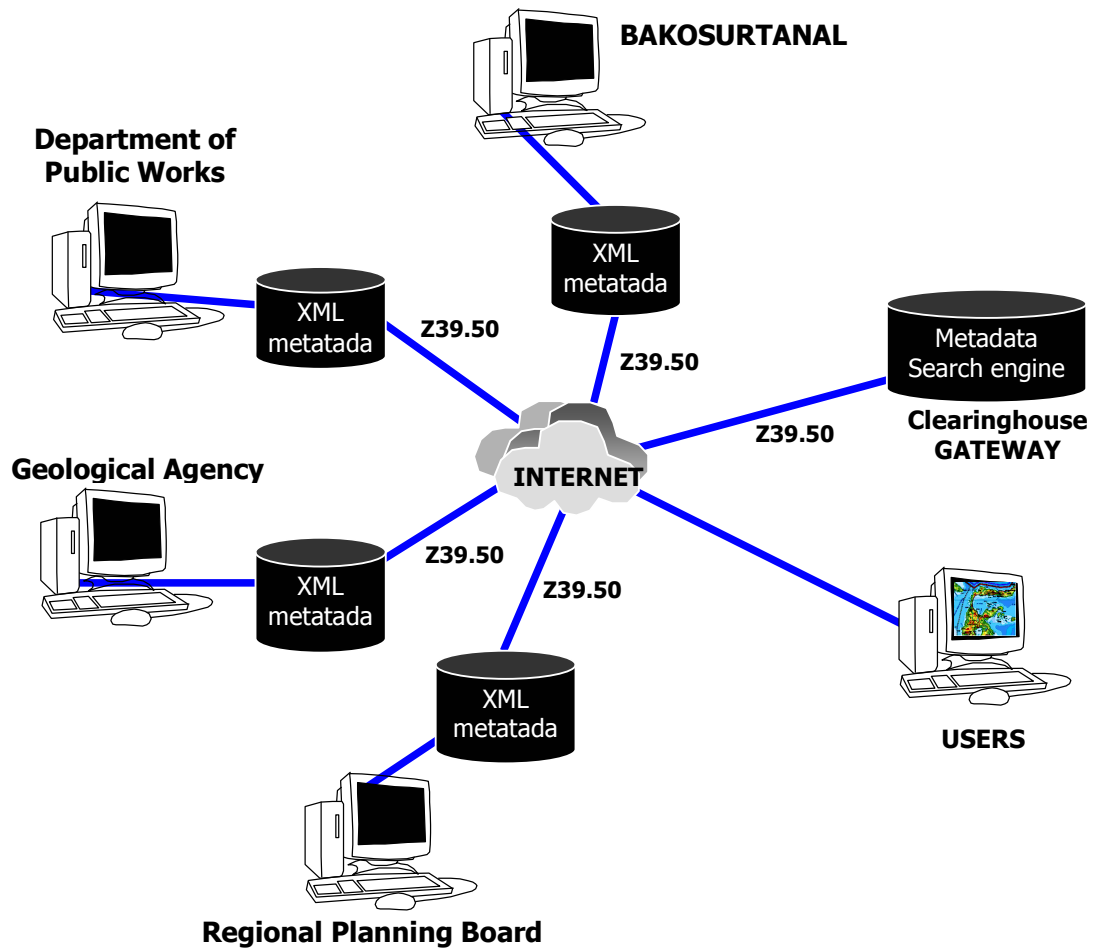 BAKOSURTANAL
Department of
Public Works
XML
metatada
XML
metatada
Z39.50
Z39.50
Metadata
Search engine
Clearinghouse
GATEWAY
Z39.50
INTERNET
Geological Agency
XML
metatada
Z39.50
Z39.50
XML
metatada
USERS
Regional Planning Board